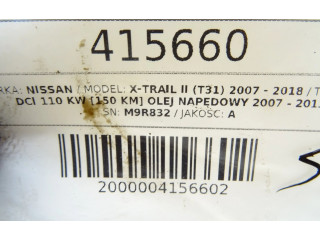 415660
RKA: NISSAN / MODEL: X-TRAIL II (T31) 2007 - 2018 / T
DCI 110 KW [150 KM] OLEJ NAPĘDOWY 2007 - 201
SN: M9R832 / JAKOŚĆ: A
2000004156602